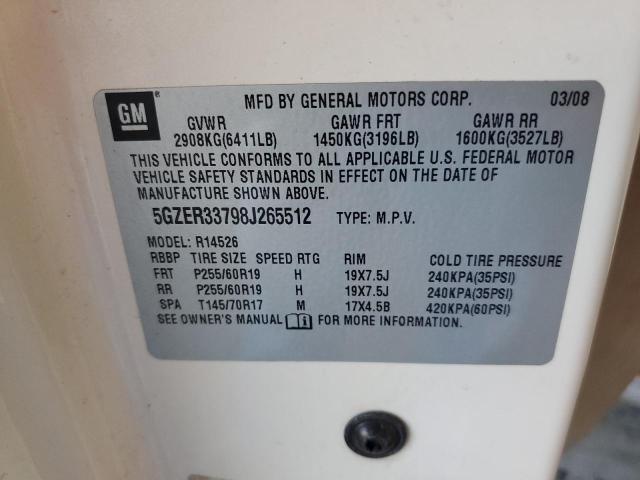 GM ® MFD BY GENERAL MOTORS CORP. 03/08
GVWR GAWR FRT GAWR RR
2908KG(6411LB) 1450KG(3196LB) 1600KG(3527LB)
THIS VEHICLE CONFORMS TO ALL APPLICABLE U.S. FEDERAL MOTOR
VEHICLE SAFETY STANDARDS IN EFFECT ON THE DATE OF
MANUFACTURE SHOWN ABOVE.
5GZER33798J265512 TYPE: M.P.V.
MODEL: R14526
RBBP TIRE SIZE SPEED RTG RIM COLD TIRE PRESSURE
FRT P255/60R19 H 19X7.5J 240KPA(35PSI)
RR P255/60R19 H 19X7.5J 240KPA(35PSI)
SPA T145/70R17 M 17X4.5B 420KPA(60PSI)
SEE OWNER'S MANUAL FOR MORE INFORMATION.